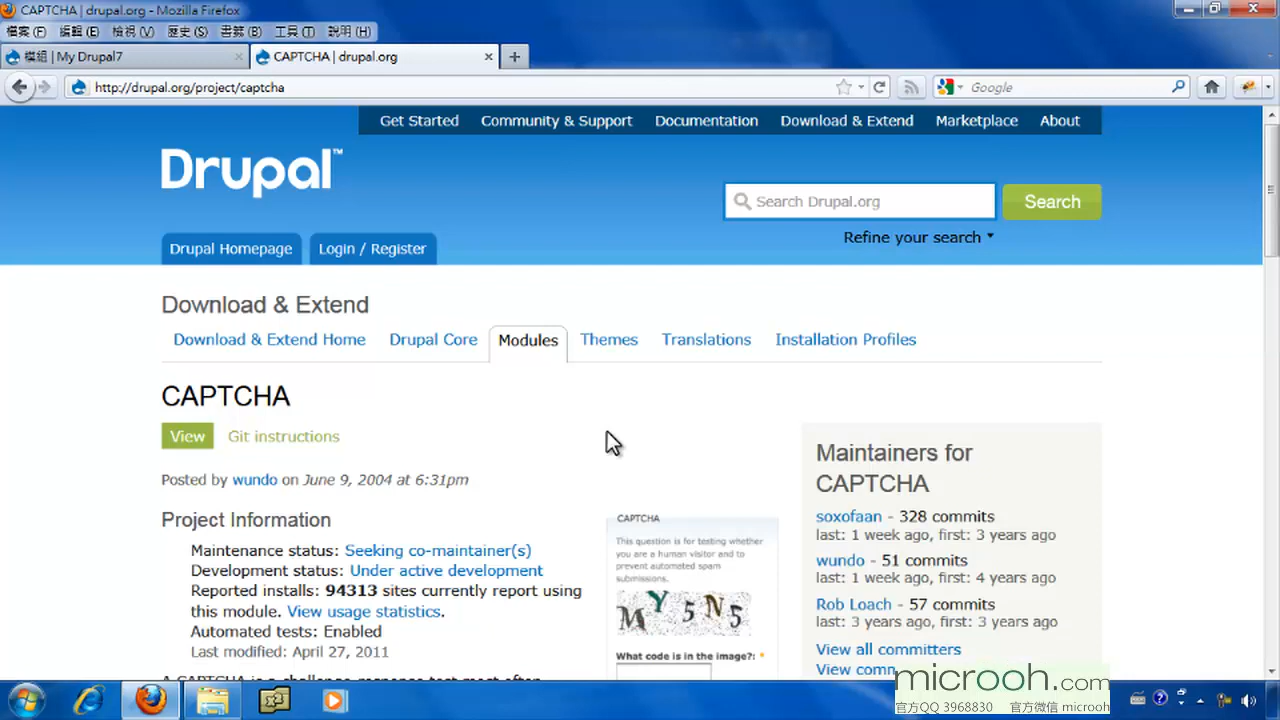 CAPTCHA | drupal.org - Mozilla Firefox
檔案(F) 編輯(E) 檢視(V) 歷史(S) 書籤(B) 工具(T) 說明(H)
模組 | My Drupal7
CAPTCHA | drupal.org
http://drupal.org/project/captcha
Google
Get Started Community & Support Documentation Download & Extend Marketplace About
Drupal™
Search Drupal.org
Search
Refine your search
Drupal Homepage
Login / Register
Download & Extend
Download & Extend Home Drupal Core Modules Themes Translations Installation Profiles
CAPTCHA
View Git instructions
Posted by wundo on June 9, 2004 at 6:31pm
Project Information
Maintenance status: Seeking co-maintainer(s)
Development status: Under active development
Reported installs: 94313 sites currently report using
this module. View usage statistics.
Automated tests: Enabled
Last modified: April 27, 2011
CAPTCHA
This question is for testing whether
you are a human visitor and to
prevent automated spam
submissions.
MY5N5
What code is in the image?: *
Maintainers for
CAPTCHA
soxofaan - 328 commits
last: 1 week ago, first: 3 years ago
wundo - 51 commits
last: 1 week ago, first: 4 years ago
Rob Loach - 57 commits
last: 3 years ago, first: 3 years ago
View all committers
View comm
microoh.com
官方QQ 3968830 官方微信 microoh